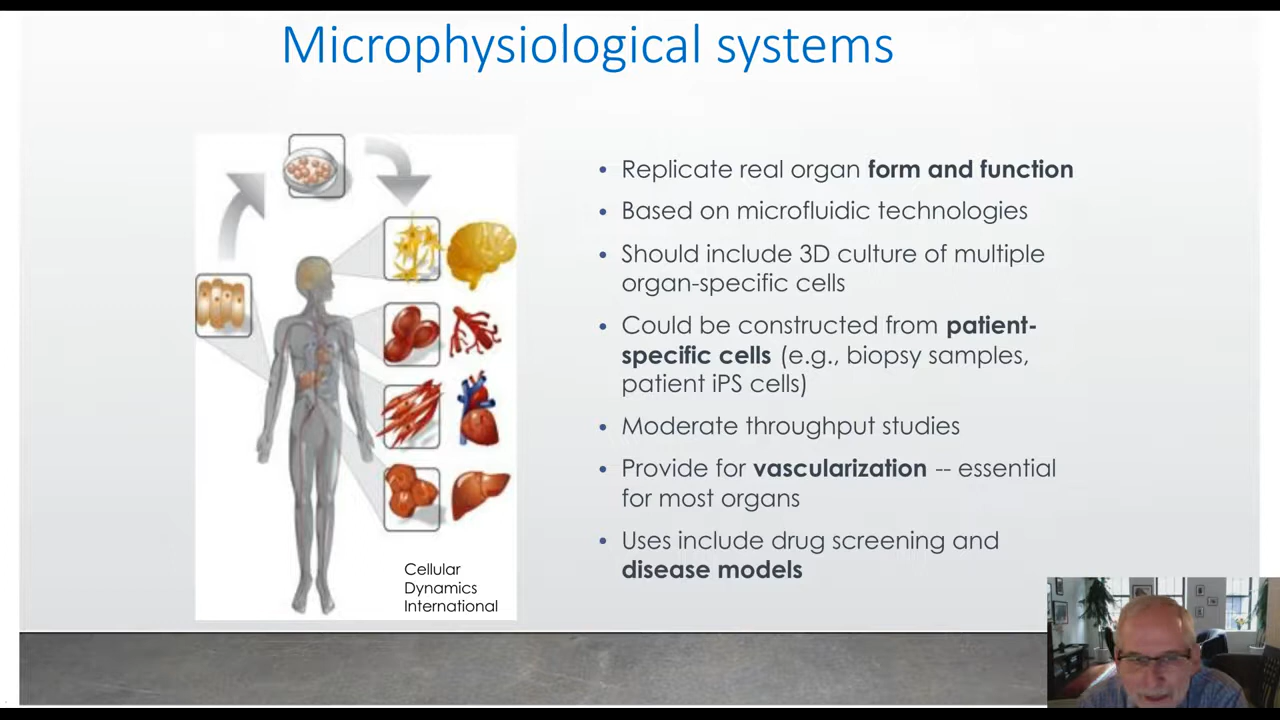 Microphysiological systems
• Replicate real organ form and function
• Based on microfluidic technologies
• Should include 3D culture of multiple
organ-specific cells
• Could be constructed from patient-
specific cells (e.g., biopsy samples,
patient iPS cells)
• Moderate throughput studies
• Provide for vascularization -- essential
for most organs
• Uses include drug screening and
disease models
Cellular
Dynamics
International